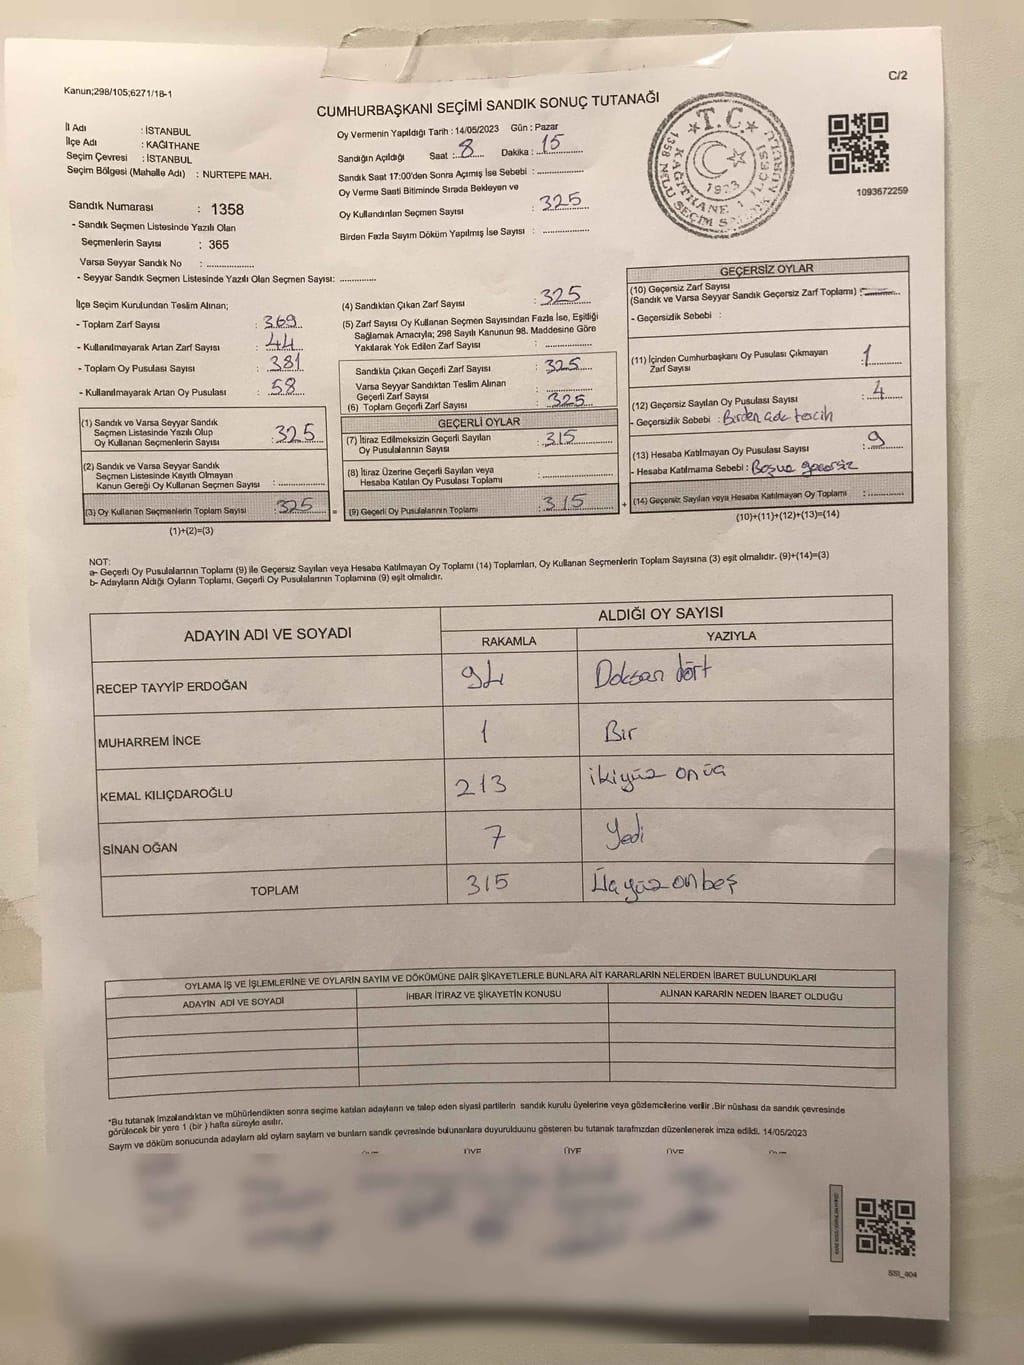 C/2
Kanun;298/105;6271/18-1
CUMHURBAŞKANI SEÇİMİ SANDIK SONUÇ TUTANAĞI
İl Adı : İSTANBUL
İlçe Adı : KAĞITHANE
Seçim Çevresi : İSTANBUL
Seçim Bölgesi (Mahalle Adı) : NURTEPE MAH.
Sandık Numarası : 1358
- Sandık Seçmen Listesinde Yazılı Olan
Seçmenlerin Sayısı : 365
Varsa Seyyar Sandık No :
- Seyyar Sandık Seçmen Listesinde Yazılı Olan Seçmen Sayısı:
Oy Vermenin Yapıldığı Tarih : 14/05/2023 Gün : Pazar
Sandığın Açıldığı Saat : 8 Dakika : 15
Sandık Saat 17:00'den Sonra Açımış İse Sebebi :
Oy Verme Saati Bitiminde Sırada Bekleyen ve
Oy Kullandırılan Seçmen Sayısı : 325
Birden Fazla Sayım Döküm Yapılmış İse Sayısı :
T.C.
1358 NOLU SEÇİM SANDIK KURULU
KAĞITHANE 1. İLÇESİ
1923
1093672259
İlçe Seçim Kurulundan Teslim Alınan;
- Toplam Zarf Sayısı : 369
- Kullanılmayarak Artan Zarf Sayısı : 44
- Toplam Oy Pusulası Sayısı : 381
- Kullanılmayarak Artan Oy Pusulası : 58
(1) Sandık ve Varsa Seyyar Sandık
Seçmen Listesinde Yazılı Olup
Oy Kullanan Seçmenlerin Sayısı : 325
(2) Sandık ve Varsa Seyyar Sandık
Seçmen Listesinde Kayıtlı Olmayan
Kanun Gereği Oy Kullanan Seçmen Sayısı :
(3) Oy Kullanan Seçmenlerin Toplam Sayısı : 325
(1)+(2)=(3)
(4) Sandıktan Çıkan Zarf Sayısı : 325
(5) Zarf Sayısı Oy Kullanan Seçmen Sayısından Fazla İse, Eşitliği
Sağlamak Amacıyla; 298 Sayılı Kanunun 98. Maddesine Göre
Yakılarak Yok Edilen Zarf Sayısı :
Sandıkta Çıkan Geçerli Zarf Sayısı : 325
Varsa Seyyar Sandıktan Teslim Alınan
Geçerli Zarf Sayısı :
(6) Toplam Geçerli Zarf Sayısı : 325
GEÇERLİ OYLAR
(7) İtiraz Edilmeksizin Geçerli Sayılan
Oy Pusulalarının Sayısı : 315
(8) İtiraz Üzerine Geçerli Sayılan veya
Hesaba Katılan Oy Pusulası Toplamı :
(9) Geçerli Oy Pusulalarının Toplamı : 315
GEÇERSİZ OYLAR
(10) Geçersiz Zarf Sayısı
(Sandık ve Varsa Seyyar Sandık Geçersiz Zarf Toplamı) :
- Geçersizlik Sebebi :
(11) İçinden Cumhurbaşkanı Oy Pusulası Çıkmayan
Zarf Sayısı : 1
(12) Geçersiz Sayılan Oy Pusulası Sayısı : 4
- Geçersizlik Sebebi : Birden çok tercih
(13) Hesaba Katılmayan Oy Pusulası Sayısı : 9
- Hesaba Katılmama Sebebi : Boşuna geçersiz
(14) Geçersiz Sayılan veya Hesaba Katılmayan Oy Toplamı :
(10)+(11)+(12)+(13)=(14)
NOT:
a- Geçerli Oy Pusulalarının Toplamı (9) ile Geçersiz Sayılan veya Hesaba Katılmayan Oy Toplamı (14) Toplamları, Oy Kullanan Seçmenlerin Toplam Sayısına (3) eşit olmalıdır. (9)+(14)=(3)
b- Adayların Aldığı Oyların Toplamı, Geçerli Oy Pusulalarının Toplamına (9) eşit olmalıdır.
ADAYIN ADI VE SOYADI
ALDIĞI OY SAYISI
RAKAMLA YAZIYLA
RECEP TAYYİP ERDOĞAN 94 Doksan dört
MUHARREM İNCE 1 Bir
KEMAL KILIÇDAROĞLU 213 ikiyüz onüç
SİNAN OĞAN 7 Yedi
TOPLAM 315 Üçyüz onbeş
OYLAMA İŞ VE İŞLEMLERİNE VE OYLARIN SAYIM VE DÖKÜMÜNE DAİR ŞİKAYETLERLE BUNLARA AİT KARARLARIN NELERDEN İBARET BULUNDUKLARI
ADAYIN ADI VE SOYADI İHBAR İTİRAZ VE ŞİKAYETİN KONUSU ALINAN KARARIN NEDEN İBARET OLDUĞU
*Bu tutanak imzalandıktan ve mühürlendikten sonra seçime katılan adayların ve talep eden siyasi partilerin sandık kurulu üyelerine veya gözlemcilerine verilir .Bir nüshası da sandık çevresinde
görülecek bir yere 1 (bir ) hafta süreyle asılır.
Sayım ve döküm sonucunda adayların aldı oyların sayıların ve bunların sandık çevresinde bulunanlara duyurulduunu gösteren bu tutanak tarafımzdan düzenlenerek imza edildi. 14/05/2023
ÜYE ÜYE ÜYE
SSI_404